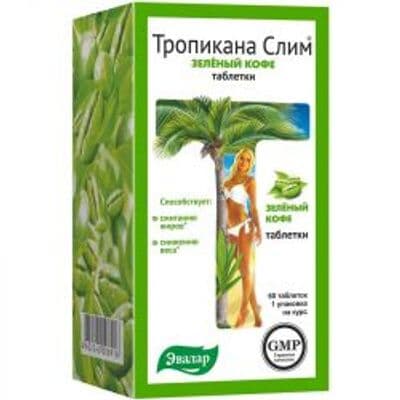 Тропикана Слим®
ЗЕЛЁНЫЙ КОФЕ
таблетки
Способствует:
сжиганию
жиров*
снижению
веса*
ЗЕЛЁНЫЙ
КОФЕ
таблетки
60 таблеток
1 упаковка
на курс
Эвалар
GMP